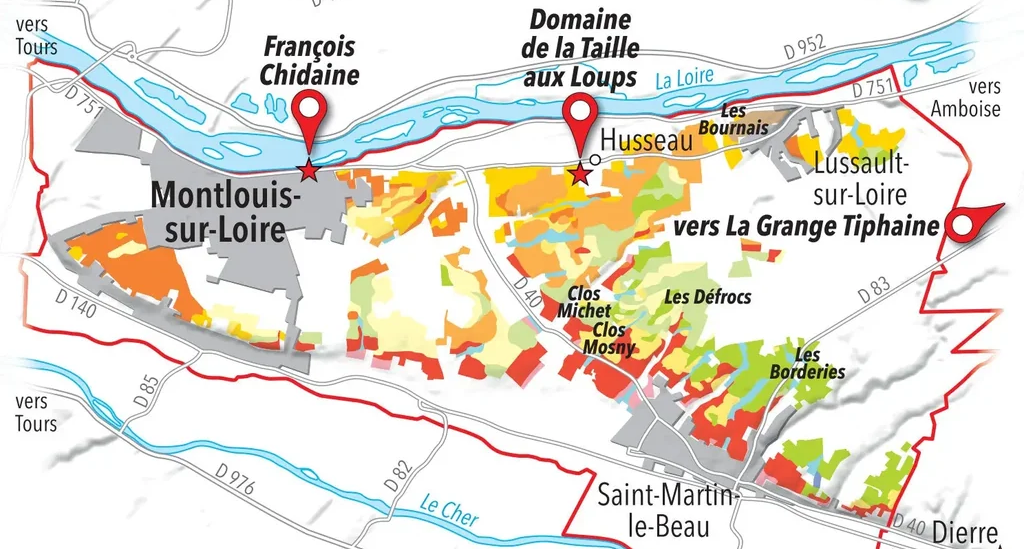 vers
Tours
François
Chidaine
Domaine
de la Taille
aux Loups
D 952
La Loire
D 751
vers
Amboise
D 751
Les
Bournais
Husseau
Lussault-
sur-Loire
Montlouis-
sur-Loire
vers La Grange Tiphaine
D 140
D 40
Clos
Michet
Les Défrocs
D 83
Clos
Mosny
Les
Borderies
D 85
vers
Tours
D 82
D 976
Le Cher
Saint-Martin-
le-Beau
D 40
Dierre